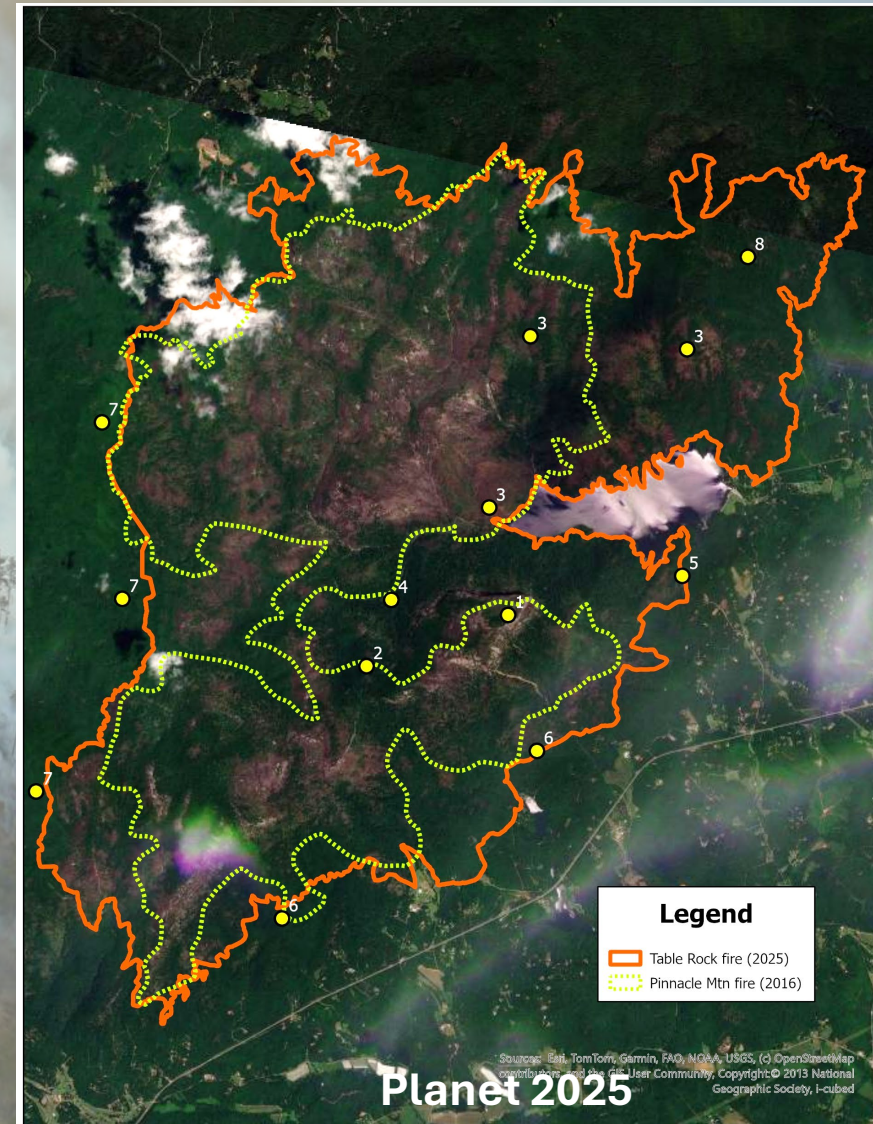 8
3
3
7
3
5
7
4
1
2
6
7
6
Legend
Table Rock fire (2025)
Pinnacle Mtn fire (2016)
Sources: Esri, TomTom, Garmin, FAO, NOAA, USGS, (c) OpenStreetMap
contributors, and the GIS User Community, Copyright:© 2013 National
Geographic Society, i-cubed
Planet 2025